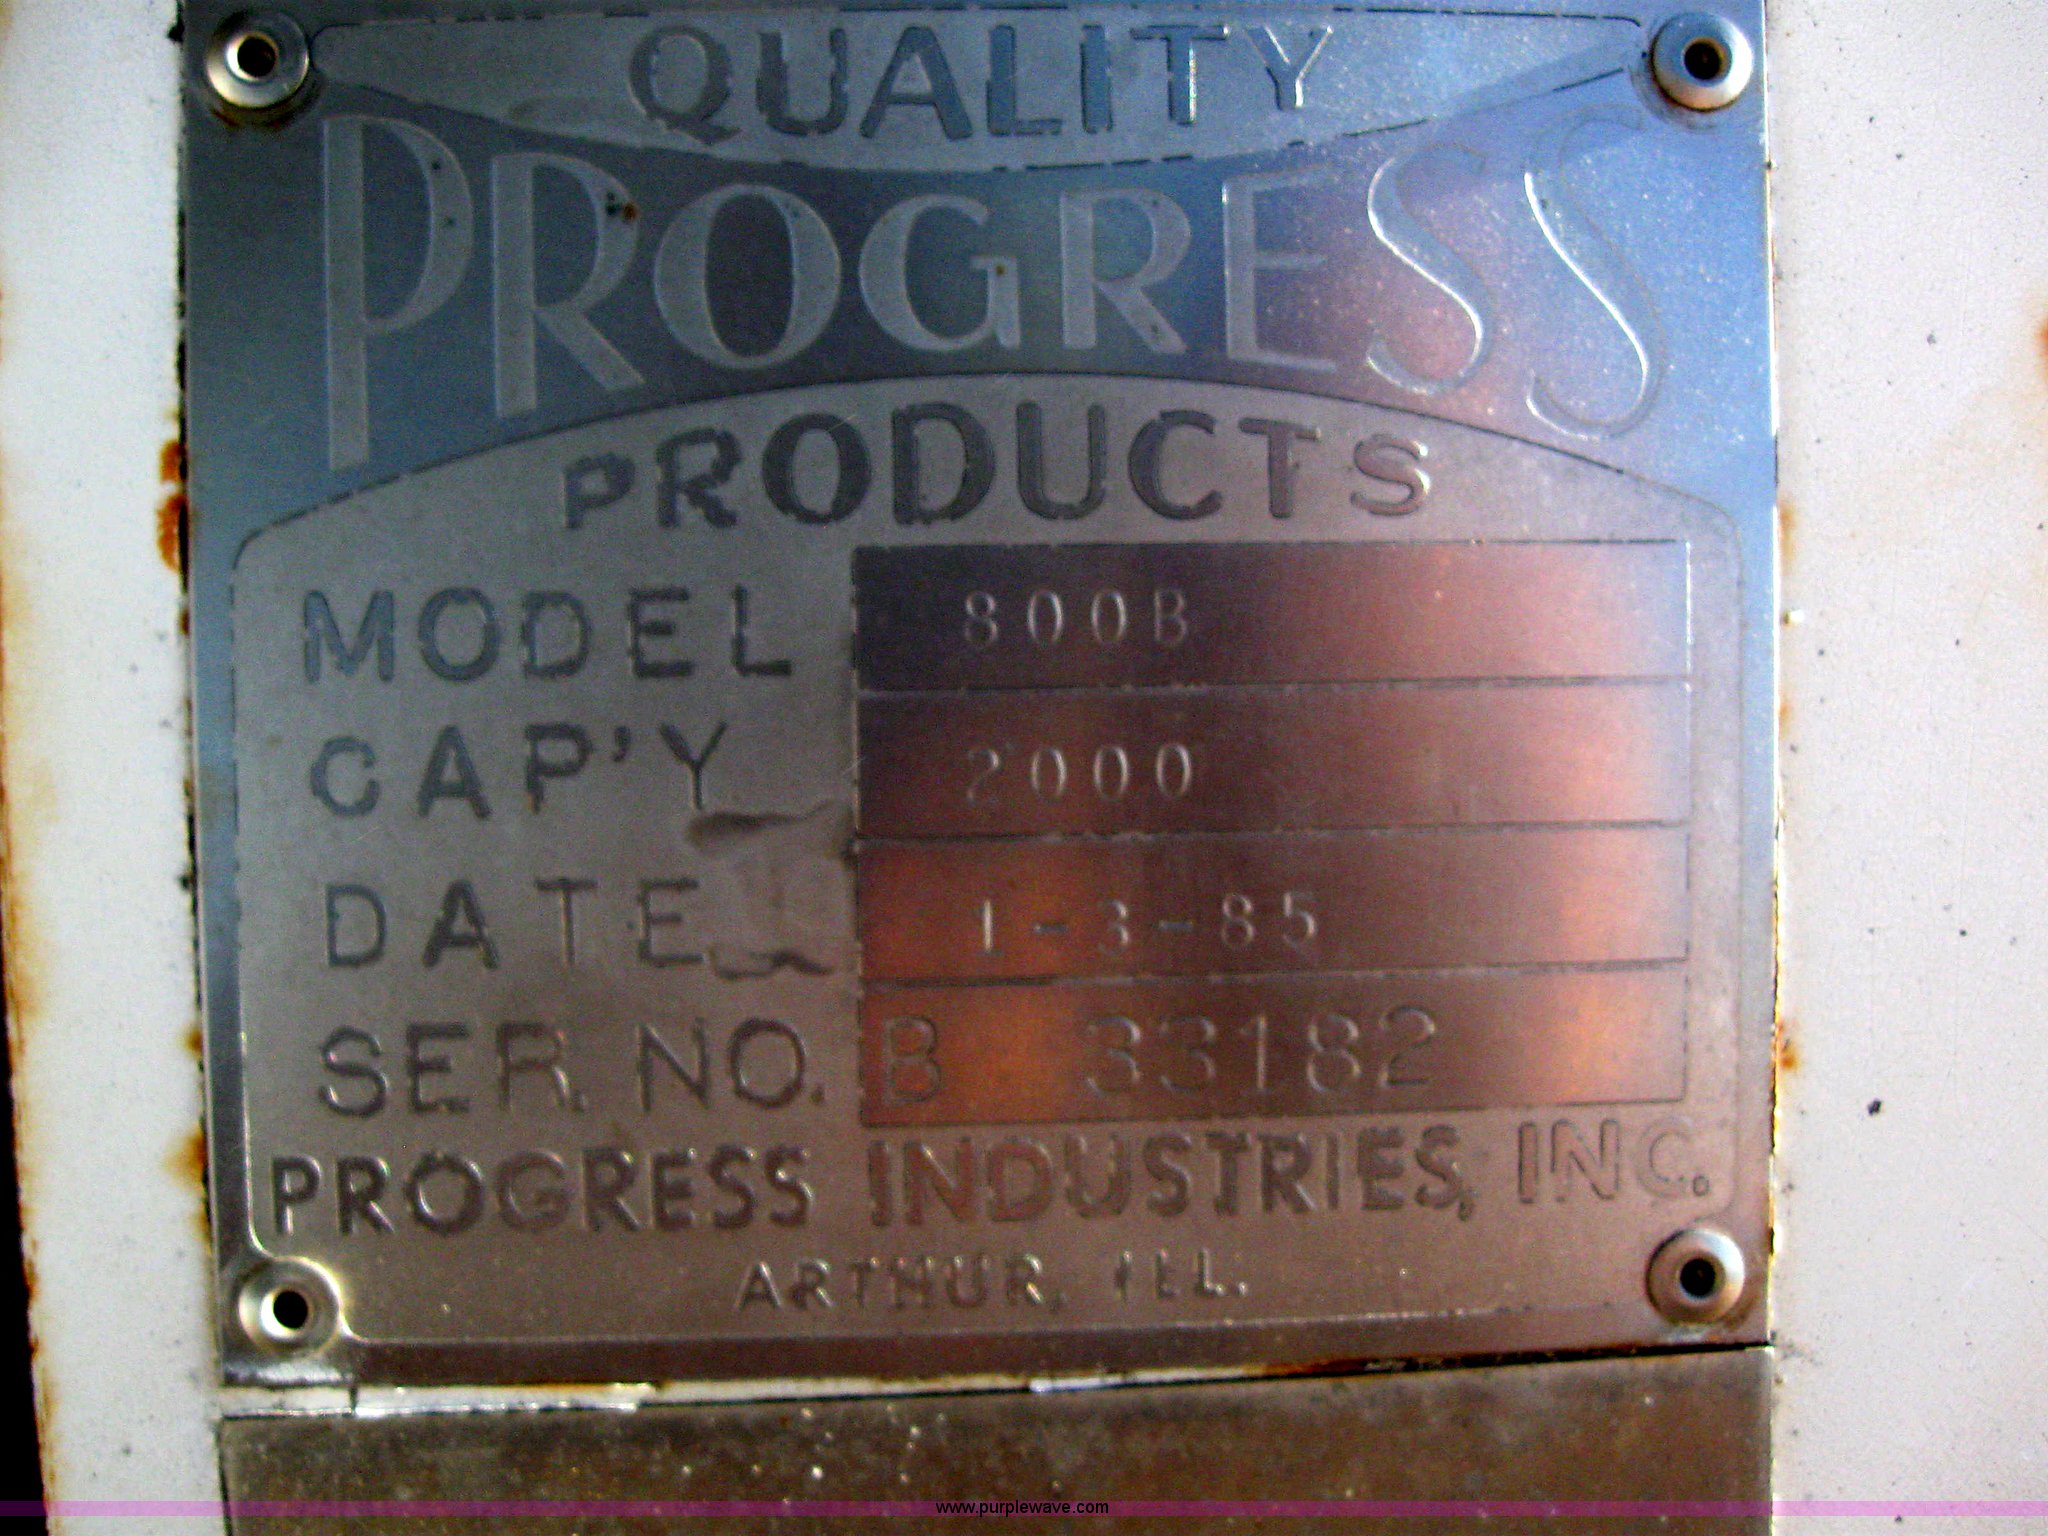 QUALITY
PROGRESS
PRODUCTS
MODEL 800B
CAP'Y 2000
DATE 1-3-85
SER. NO. B 33182
PROGRESS INDUSTRIES, INC.
ARTHUR, ILL.
www.purplewave.com